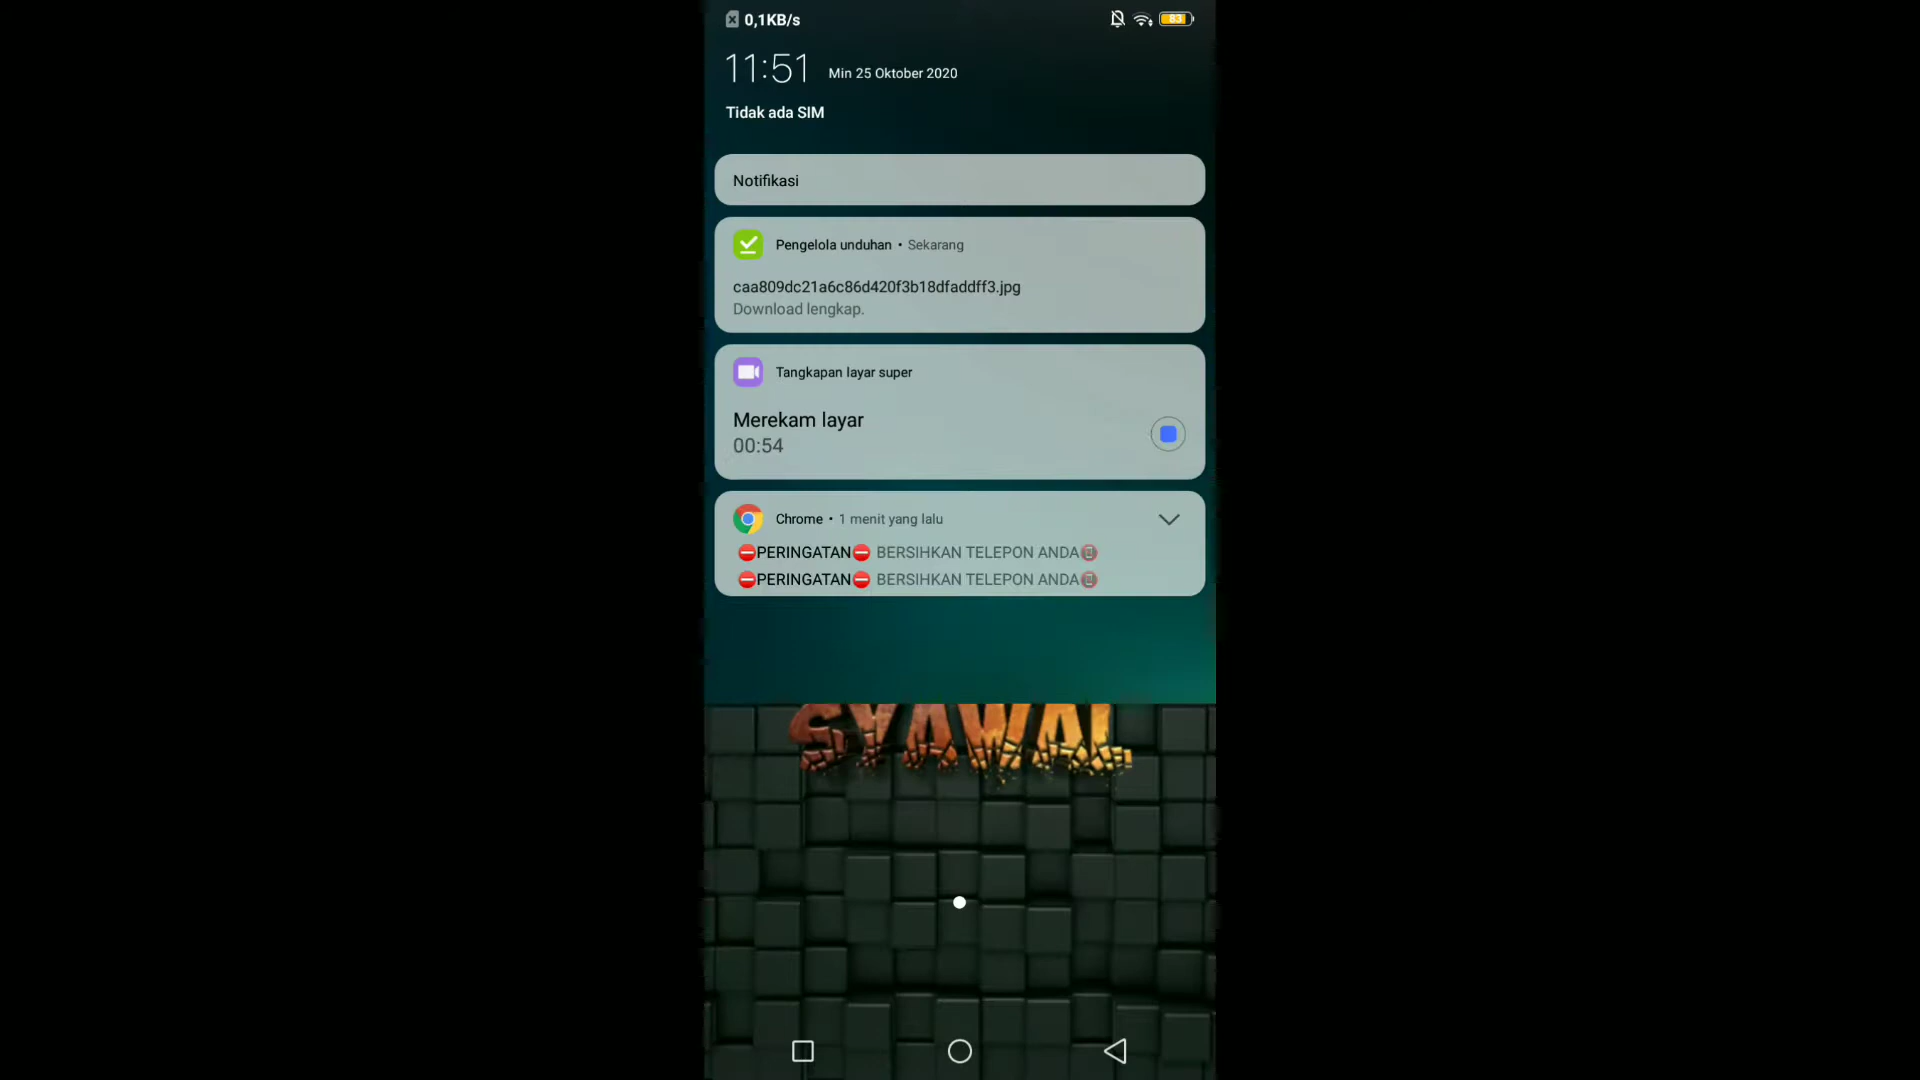 0,1KB/s
83
11:51
Min 25 Oktober 2020
Tidak ada SIM
Notifikasi
Pengelola unduhan • Sekarang
caa809dc21a6c86d420f3b18dfaddff3.jpg
Download lengkap.
Tangkapan layar super
Merekam layar
00:54
Chrome • 1 menit yang lalu
⛔PERINGATAN⛔ BERSIHKAN TELEPON ANDA📵
⛔PERINGATAN⛔ BERSIHKAN TELEPON ANDA📵
SYAWAL